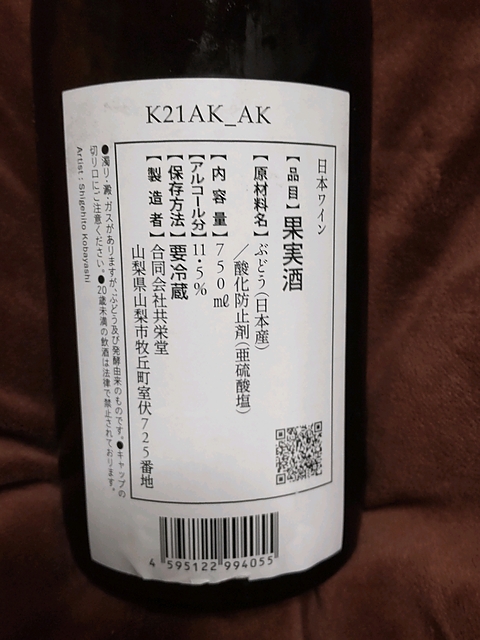 K21AK_AK
日本ワイン
【品目】果実酒
【原材料名】ぶどう(日本産)
／酸化防止剤(亜硫酸塩)
【内容量】750ml
【アルコール分】11.5%
【保存方法】要冷蔵
【製造者】合同会社共栄堂
山梨県山梨市牧丘町室伏725番地
●濁り・澱・ガスがありますが、ぶどう及び発酵由来のものです。●キャップの
切り口にご注意ください。●20歳未満の飲酒は法律で禁止されております。
Artist : Shigehito Kobayashi
4 595122 994055